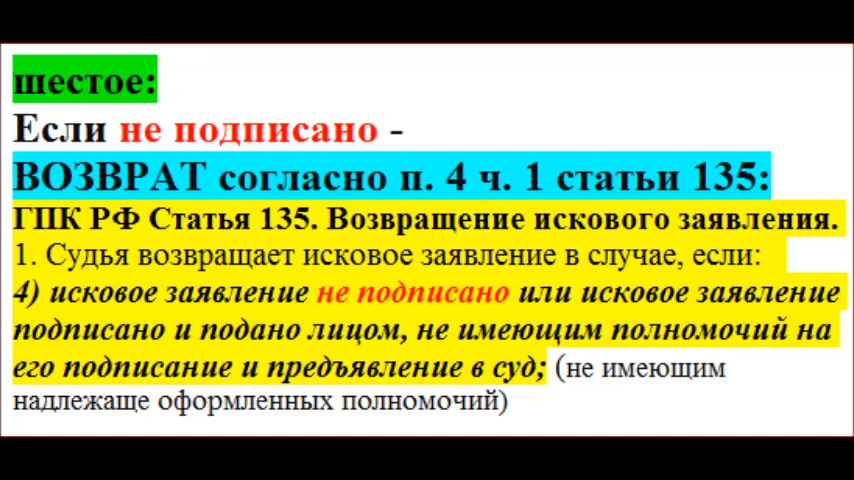 шестое:
Если не подписано -
ВОЗВРАТ согласно п. 4 ч. 1 статьи 135:
ГПК РФ Статья 135. Возвращение искового заявления.
1. Судья возвращает исковое заявление в случае, если:
4) исковое заявление не подписано или исковое заявление
подписано и подано лицом, не имеющим полномочий на
его подписание и предъявление в суд; (не имеющим
надлежаще оформленных полномочий)